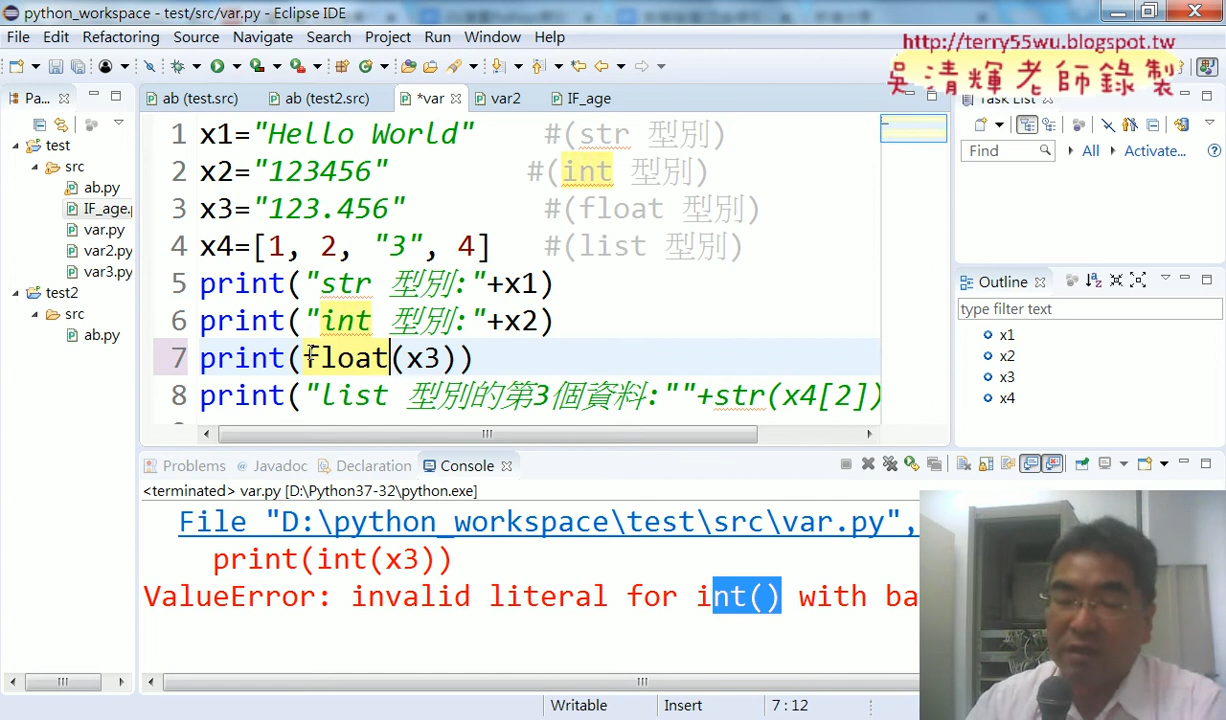 python_workspace - test/src/var.py - Eclipse IDE
File Edit Refactoring Source Navigate Search Project Run Window Help
http://terry55wu.blogspot.tw
吳清輝老師錄製
Pa...
ab (test.src) ab (test2.src) *var var2 IF_age
Task List
test
src
ab.py
IF_age.
var.py
var2.py
var3.py
test2
src
ab.py
1 x1="Hello World" #(str 型別)
2 x2="123456" #(int 型別)
3 x3="123.456" #(float 型別)
4 x4=[1, 2, "3", 4] #(list 型別)
5 print("str 型別:"+x1)
6 print("int 型別:"+x2)
7 print(float(x3))
8 print("list 型別的第3個資料:""+str(x4[2])
Find All Activate...
Outline
type filter text
x1
x2
x3
x4
Problems Javadoc Declaration Console
<terminated> var.py [D:\Python37-32\python.exe]
File "D:\python_workspace\test\src\var.py",
print(int(x3))
ValueError: invalid literal for int() with ba
Writable Insert 7 : 12